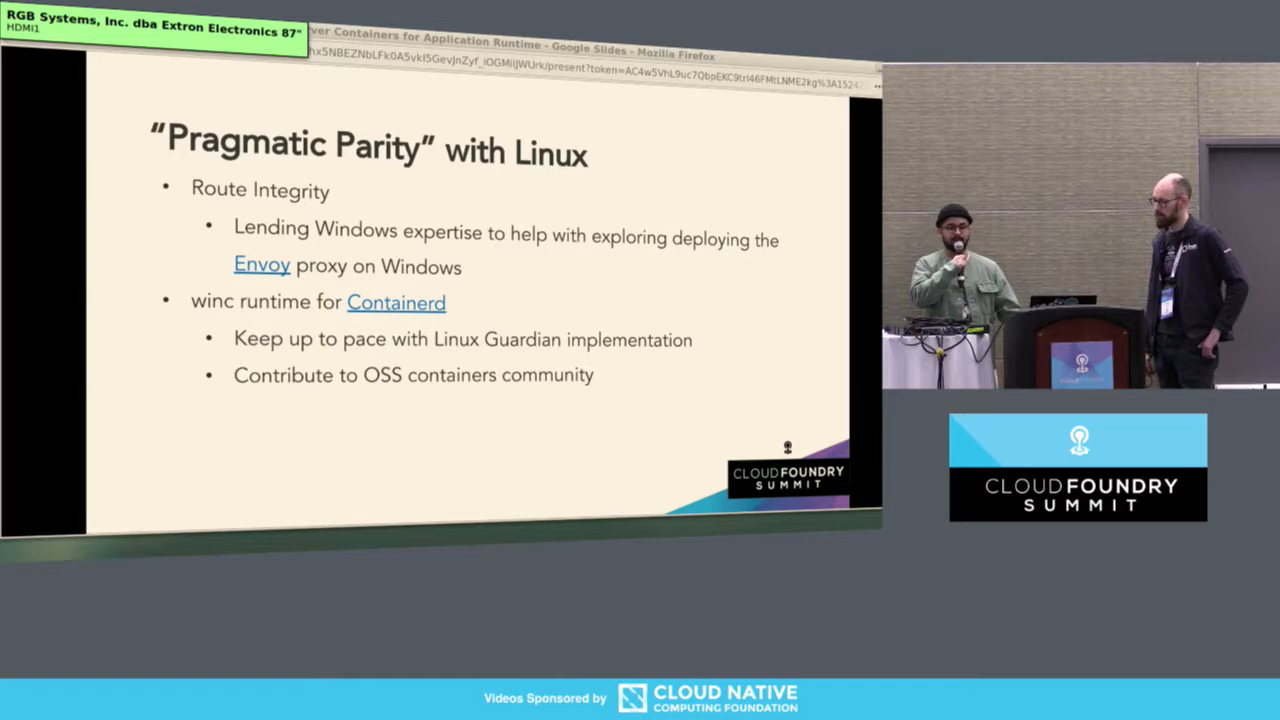 RGB Systems, Inc. dba Extron Electronics 87"
HDMI1
ver Containers for Application Runtime - Google Slides - Mozilla Firefox
“Pragmatic Parity” with Linux
• Route Integrity
• Lending Windows expertise to help with exploring deploying the
Envoy proxy on Windows
• winc runtime for Containerd
• Keep up to pace with Linux Guardian implementation
• Contribute to OSS containers community
CLOUD FOUNDRY
SUMMIT
CLOUD FOUNDRY
SUMMIT
Videos Sponsored by
CLOUD NATIVE
COMPUTING FOUNDATION